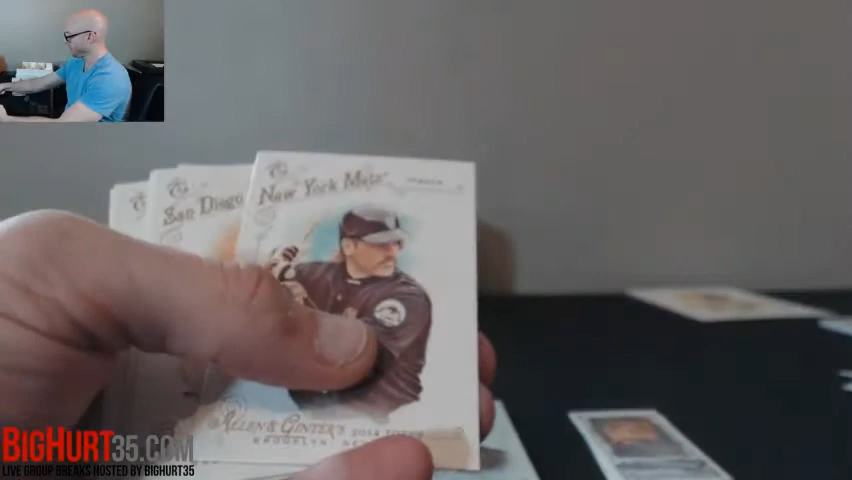 New York Mets
San Diego
Allen & Ginter's 2014 Topps
BROOKLYN
BIGHURT35.COM
LIVE GROUP BREAKS HOSTED BY BIGHURT35